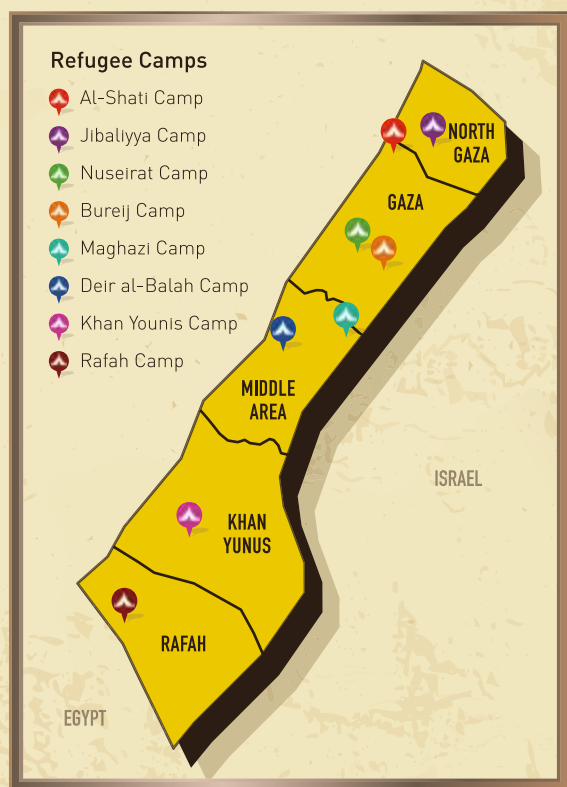 Refugee Camps
Al-Shati Camp
Jibaliyya Camp
Nuseirat Camp
Bureij Camp
Maghazi Camp
Deir al-Balah Camp
Khan Younis Camp
Rafah Camp
NORTH
GAZA
GAZA
MIDDLE
AREA
ISRAEL
KHAN
YUNUS
RAFAH
EGYPT